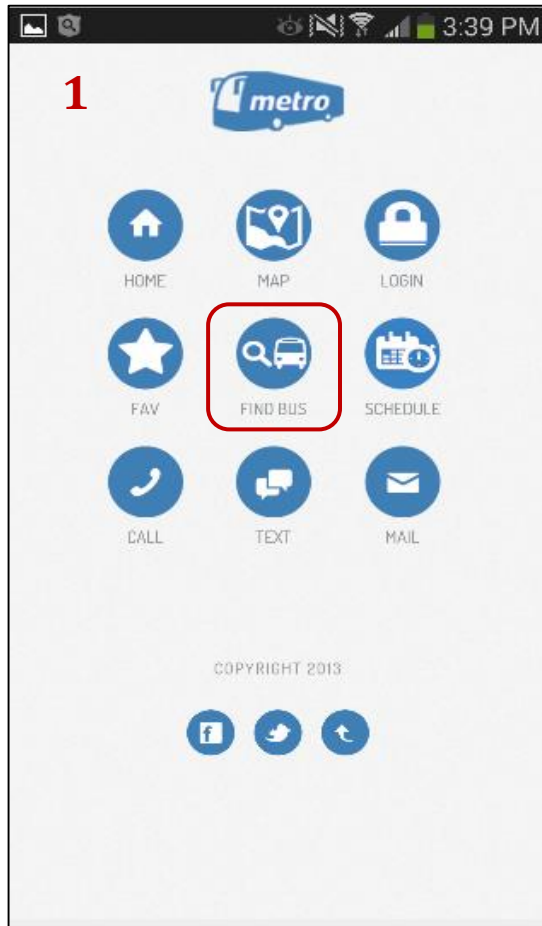 3:39 PM
1
metro
HOME MAP LOGIN
FAV FIND BUS SCHEDULE
CALL TEXT MAIL
COPYRIGHT 2013